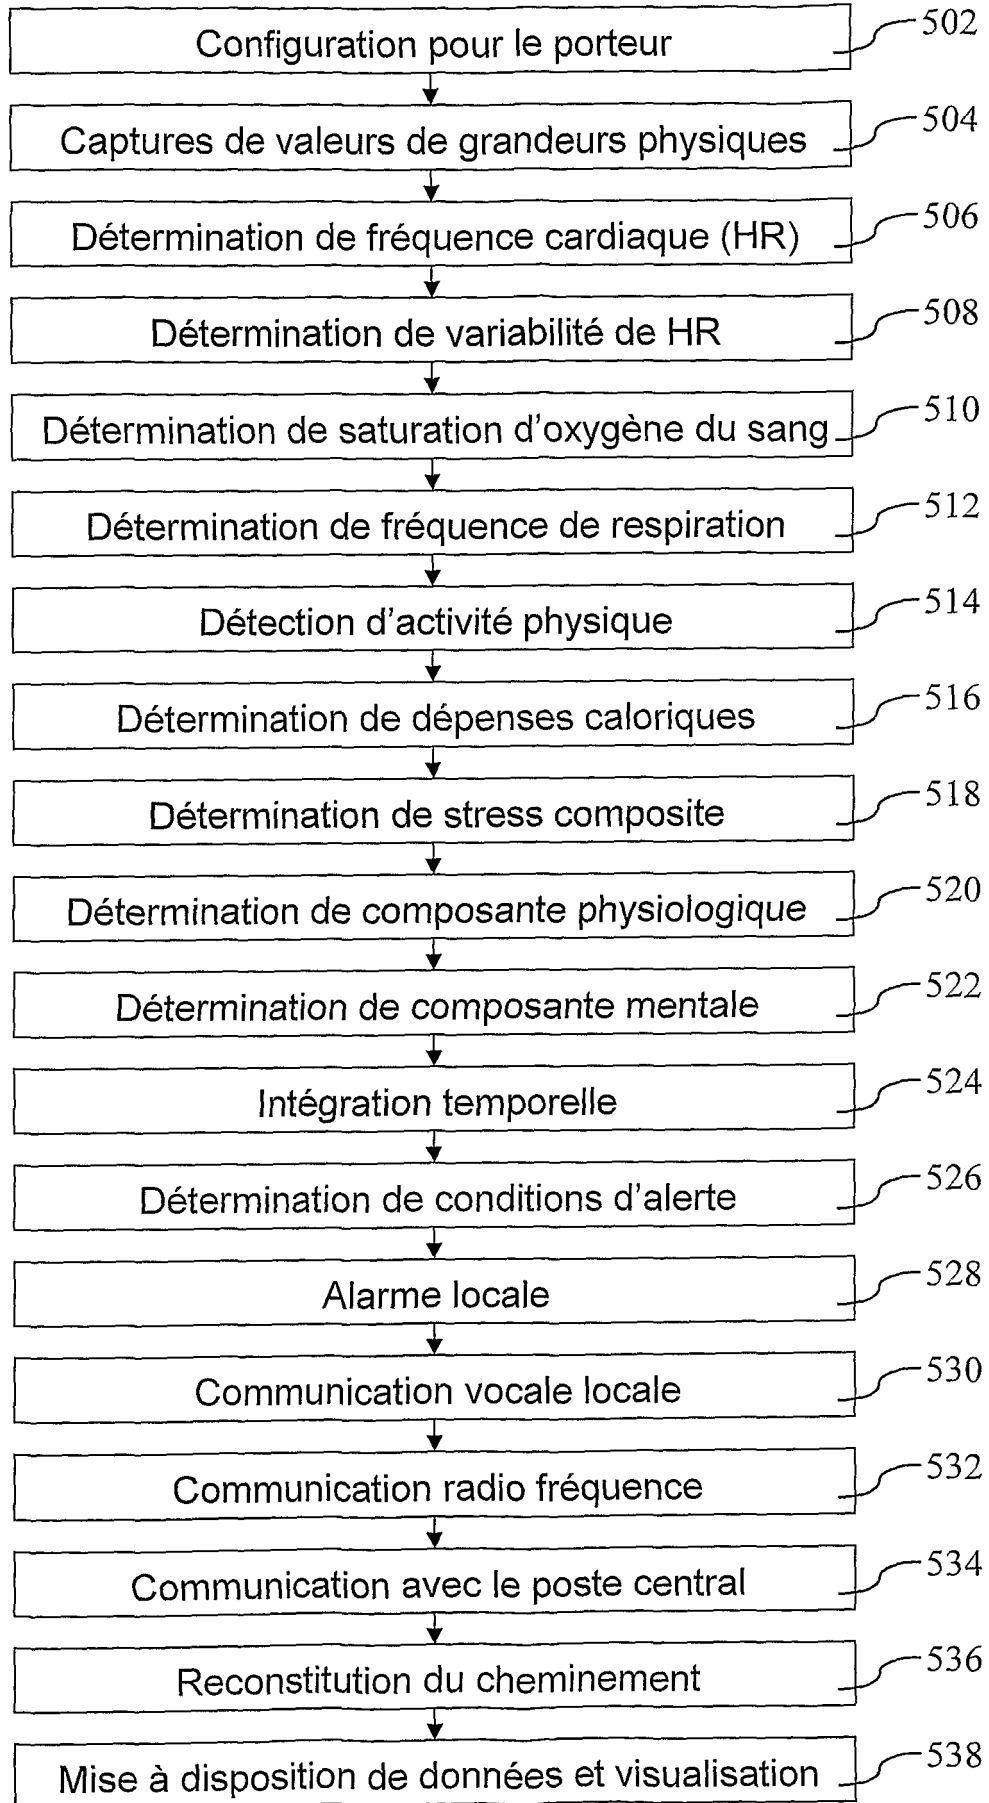 Configuration pour le porteur 502
Captures de valeurs de grandeurs physiques 504
Détermination de fréquence cardiaque (HR) 506
Détermination de variabilité de HR 508
Détermination de saturation d'oxygène du sang 510
Détermination de fréquence de respiration 512
Détection d'activité physique 514
Détermination de dépenses caloriques 516
Détermination de stress composite 518
Détermination de composante physiologique 520
Détermination de composante mentale 522
Intégration temporelle 524
Détermination de conditions d'alerte 526
Alarme locale 528
Communication vocale locale 530
Communication radio fréquence 532
Communication avec le poste central 534
Reconstitution du cheminement 536
Mise à disposition de données et visualisation 538